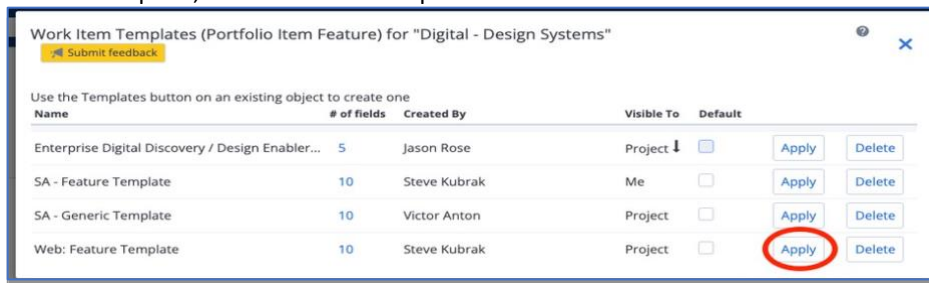 Work Item Templates (Portfolio Item Feature) for "Digital - Design Systems"
Submit feedback
Use the Templates button on an existing object to create one
Name # of fields Created By Visible To Default
Enterprise Digital Discovery / Design Enabler... 5 Jason Rose Project Apply Delete
SA - Feature Template 10 Steve Kubrak Me Apply Delete
SA - Generic Template 10 Victor Anton Project Apply Delete
Web: Feature Template 10 Steve Kubrak Project Apply Delete